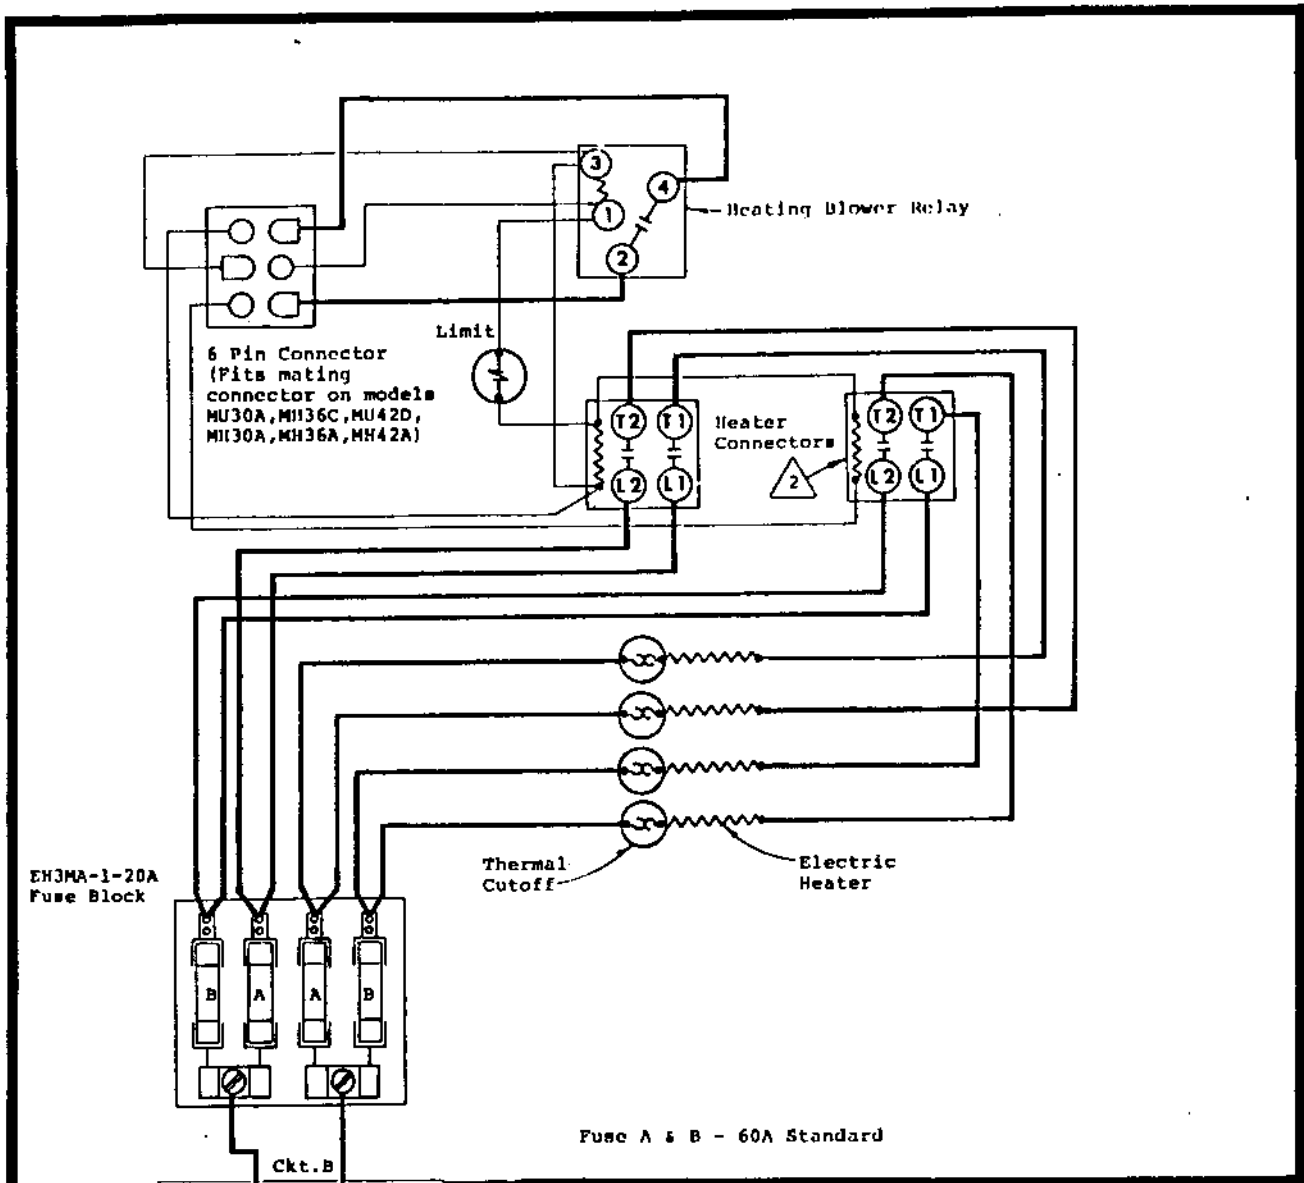 3
4
1
2
Heating Blower Relay
Limit
6 Pin Connector
(Fits mating
connector on models
MU30A,MH36C,MU42D,
MH30A,MH36A,MH42A)
T2 T1
L2 L1
Heater
Connectors
2
T2 T1
L2 L1
Thermal
Cutoff
Electric
Heater
EH3MA-1-20A
Fuse Block
B A A B
Fuse A & B - 60A Standard
Ckt.B